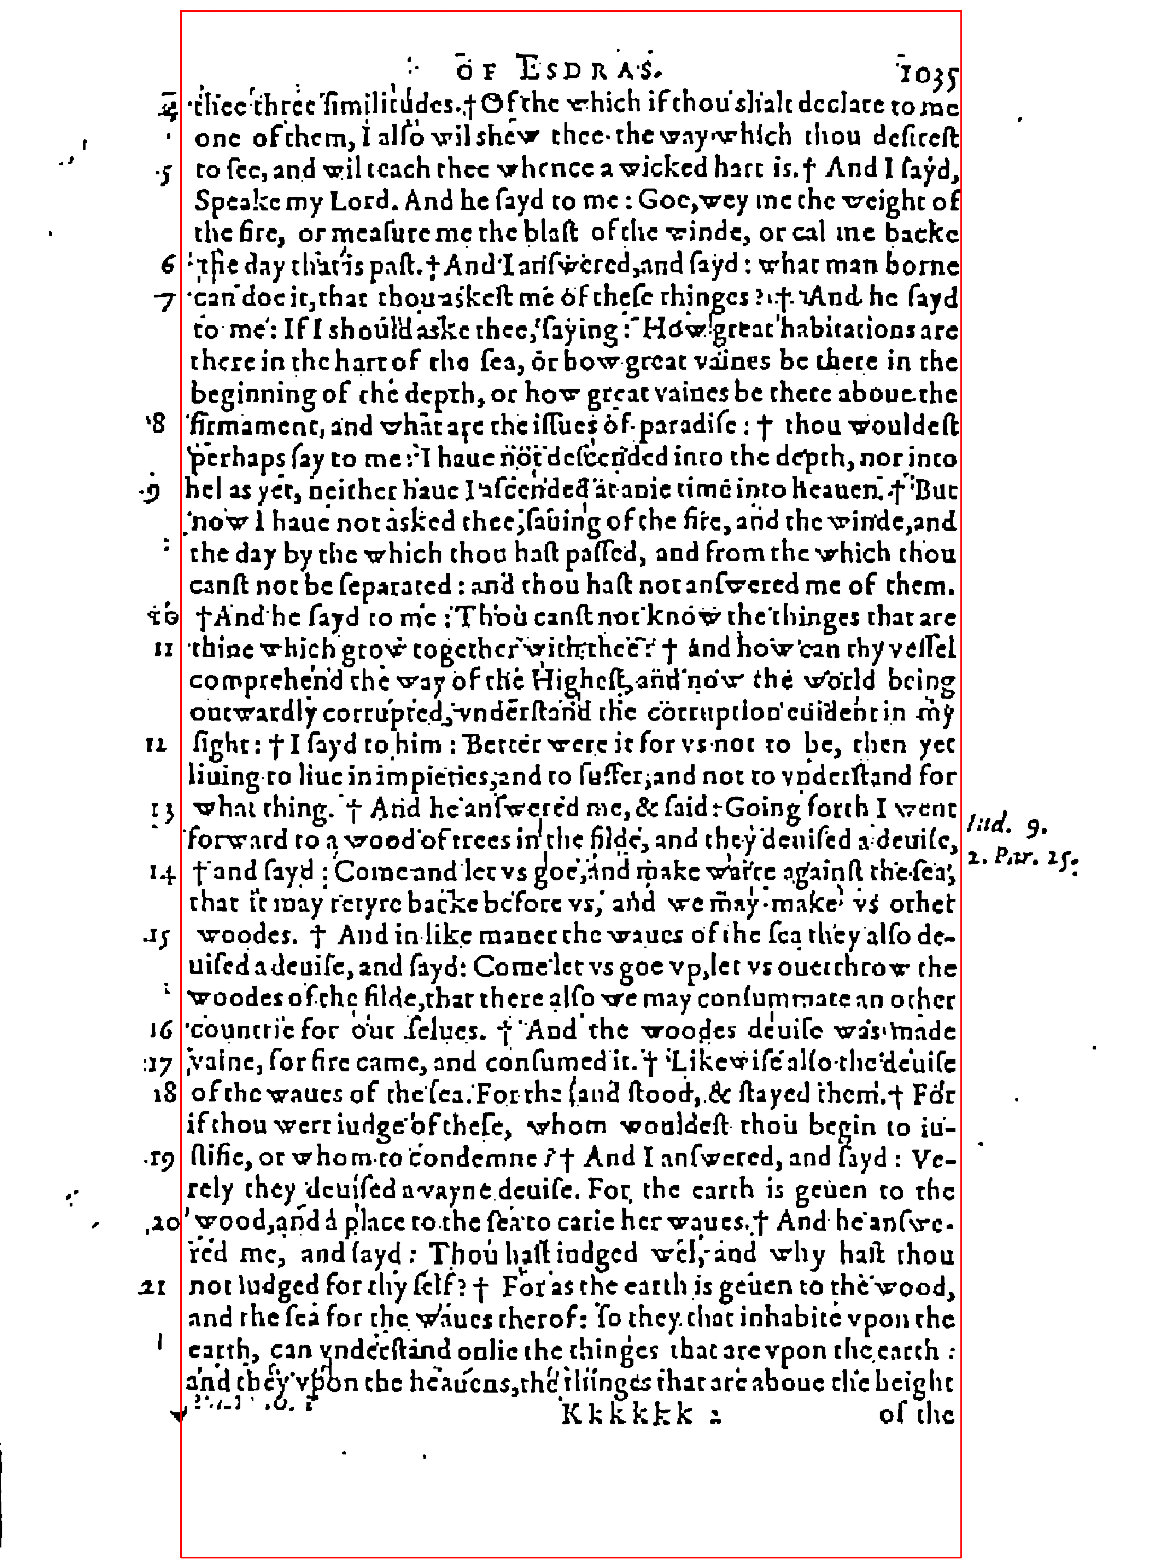 OF ESDRAS. 1035
4 thee three ſimilitudes. † Of the which if thou shalt declare to me
one of them, I alſo wil shew thee the way which thou deſireſt
5 to ſee, and wil teach thee whence a wicked hart is. † And I ſayd,
Speake my Lord. And he ſayd to me: Goe, wey me the weight of
the fire, or meaſure me the blaſt of the winde, or cal me backe
6 the day that is paſt. † And I anſwered, and ſayd: what man borne
7 can doe it, that thou askeſt me of theſe thinges? † And he ſayd
to me: If I should aske thee, ſaying: How great habitations are
there in the hart of the ſea, or how great vaines be there in the
beginning of the depth, or how great vaines be there aboue the
8 firmament, and what are the iſſues of paradiſe: † thou wouldeſt
perhaps ſay to me: I haue not deſcended into the depth, nor into
9 hel as yet, neither haue I aſcended at anie time into heauen. † But
now I haue not asked thee, ſauing of the fire, and the winde, and
the day by the which thou haſt paſſed, and from the which thou
canſt not be ſeparated: and thou haſt not anſwered me of them.
10 † And he ſayd to me: Thou canſt not know the thinges that are
11 thine which grow together with thee? † and how can thy veſſel
comprehend the way of the Higheſt, and now the world being
outwardly corrupted, vnderſtand the corruption euident in my
12 ſight: † I ſayd to him: Better were it for vs not to be, then yet
liuing to liue in impieties, and to ſuffer, and not to vnderſtand for
13 what thing. † And he anſwered me, & ſaid: Going forth I went
Iud. 9.
forward to a wood of trees in the filde, and they deuiſed a deuiſe,
2. Par. 25.
14 † and ſayd: Come and let vs goe, and make warre againſt the ſea,
that it may retyre backe before vs, and we may make vs other
15 woodes. † And in like maner the waues of the ſea they alſo de-
uiſed a deuiſe, and ſayd: Come let vs goe vp, let vs ouerthrow the
woodes of the filde, that there alſo we may conſummate an other
16 countrie for our ſelues. † And the woodes deuiſe was made
17 vaine, for fire came, and conſumed it. † Likewiſe alſo the deuiſe
18 of the waues of the ſea. For the ſand ſtood, & ſtayed them. † For
if thou wert iudge of theſe, whom wouldeſt thou begin to iu-
19 ſtifie, or whom to condemne? † And I anſwered, and ſayd: Ve-
rely they deuiſed a vayne deuiſe. For the earth is geuen to the
20 wood, and a place to the ſea to carie her waues. † And he anſwe-
red me, and ſayd: Thou haſt iudged wel, and why haſt thou
21 not iudged for thy ſelf? † For as the earth is geuen to the wood,
and the ſea for the waues therof: ſo they that inhabite vpon the
earth, can vnderſtand onlie the thinges that are vpon the earth:
and they vpon the heauens, the thinges that are aboue the height
Kkkkkk 2 of the